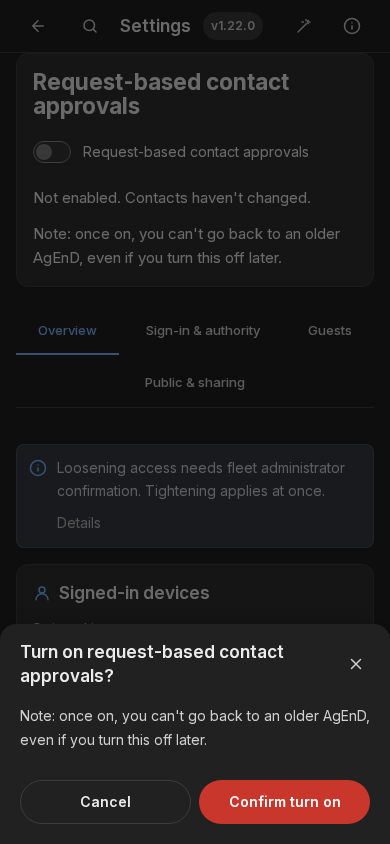 Settings v1.22.0
Request-based contact
approvals
Request-based contact approvals
Not enabled. Contacts haven't changed.
Note: once on, you can't go back to an older
AgEnD, even if you turn this off later.
Overview
Sign-in & authority
Guests
Public & sharing
Loosening access needs fleet administrator
confirmation. Tightening applies at once.
Details
Signed-in devices
Turn on request-based contact
approvals?
Note: once on, you can't go back to an older AgEnD,
even if you turn this off later.
Cancel
Confirm turn on